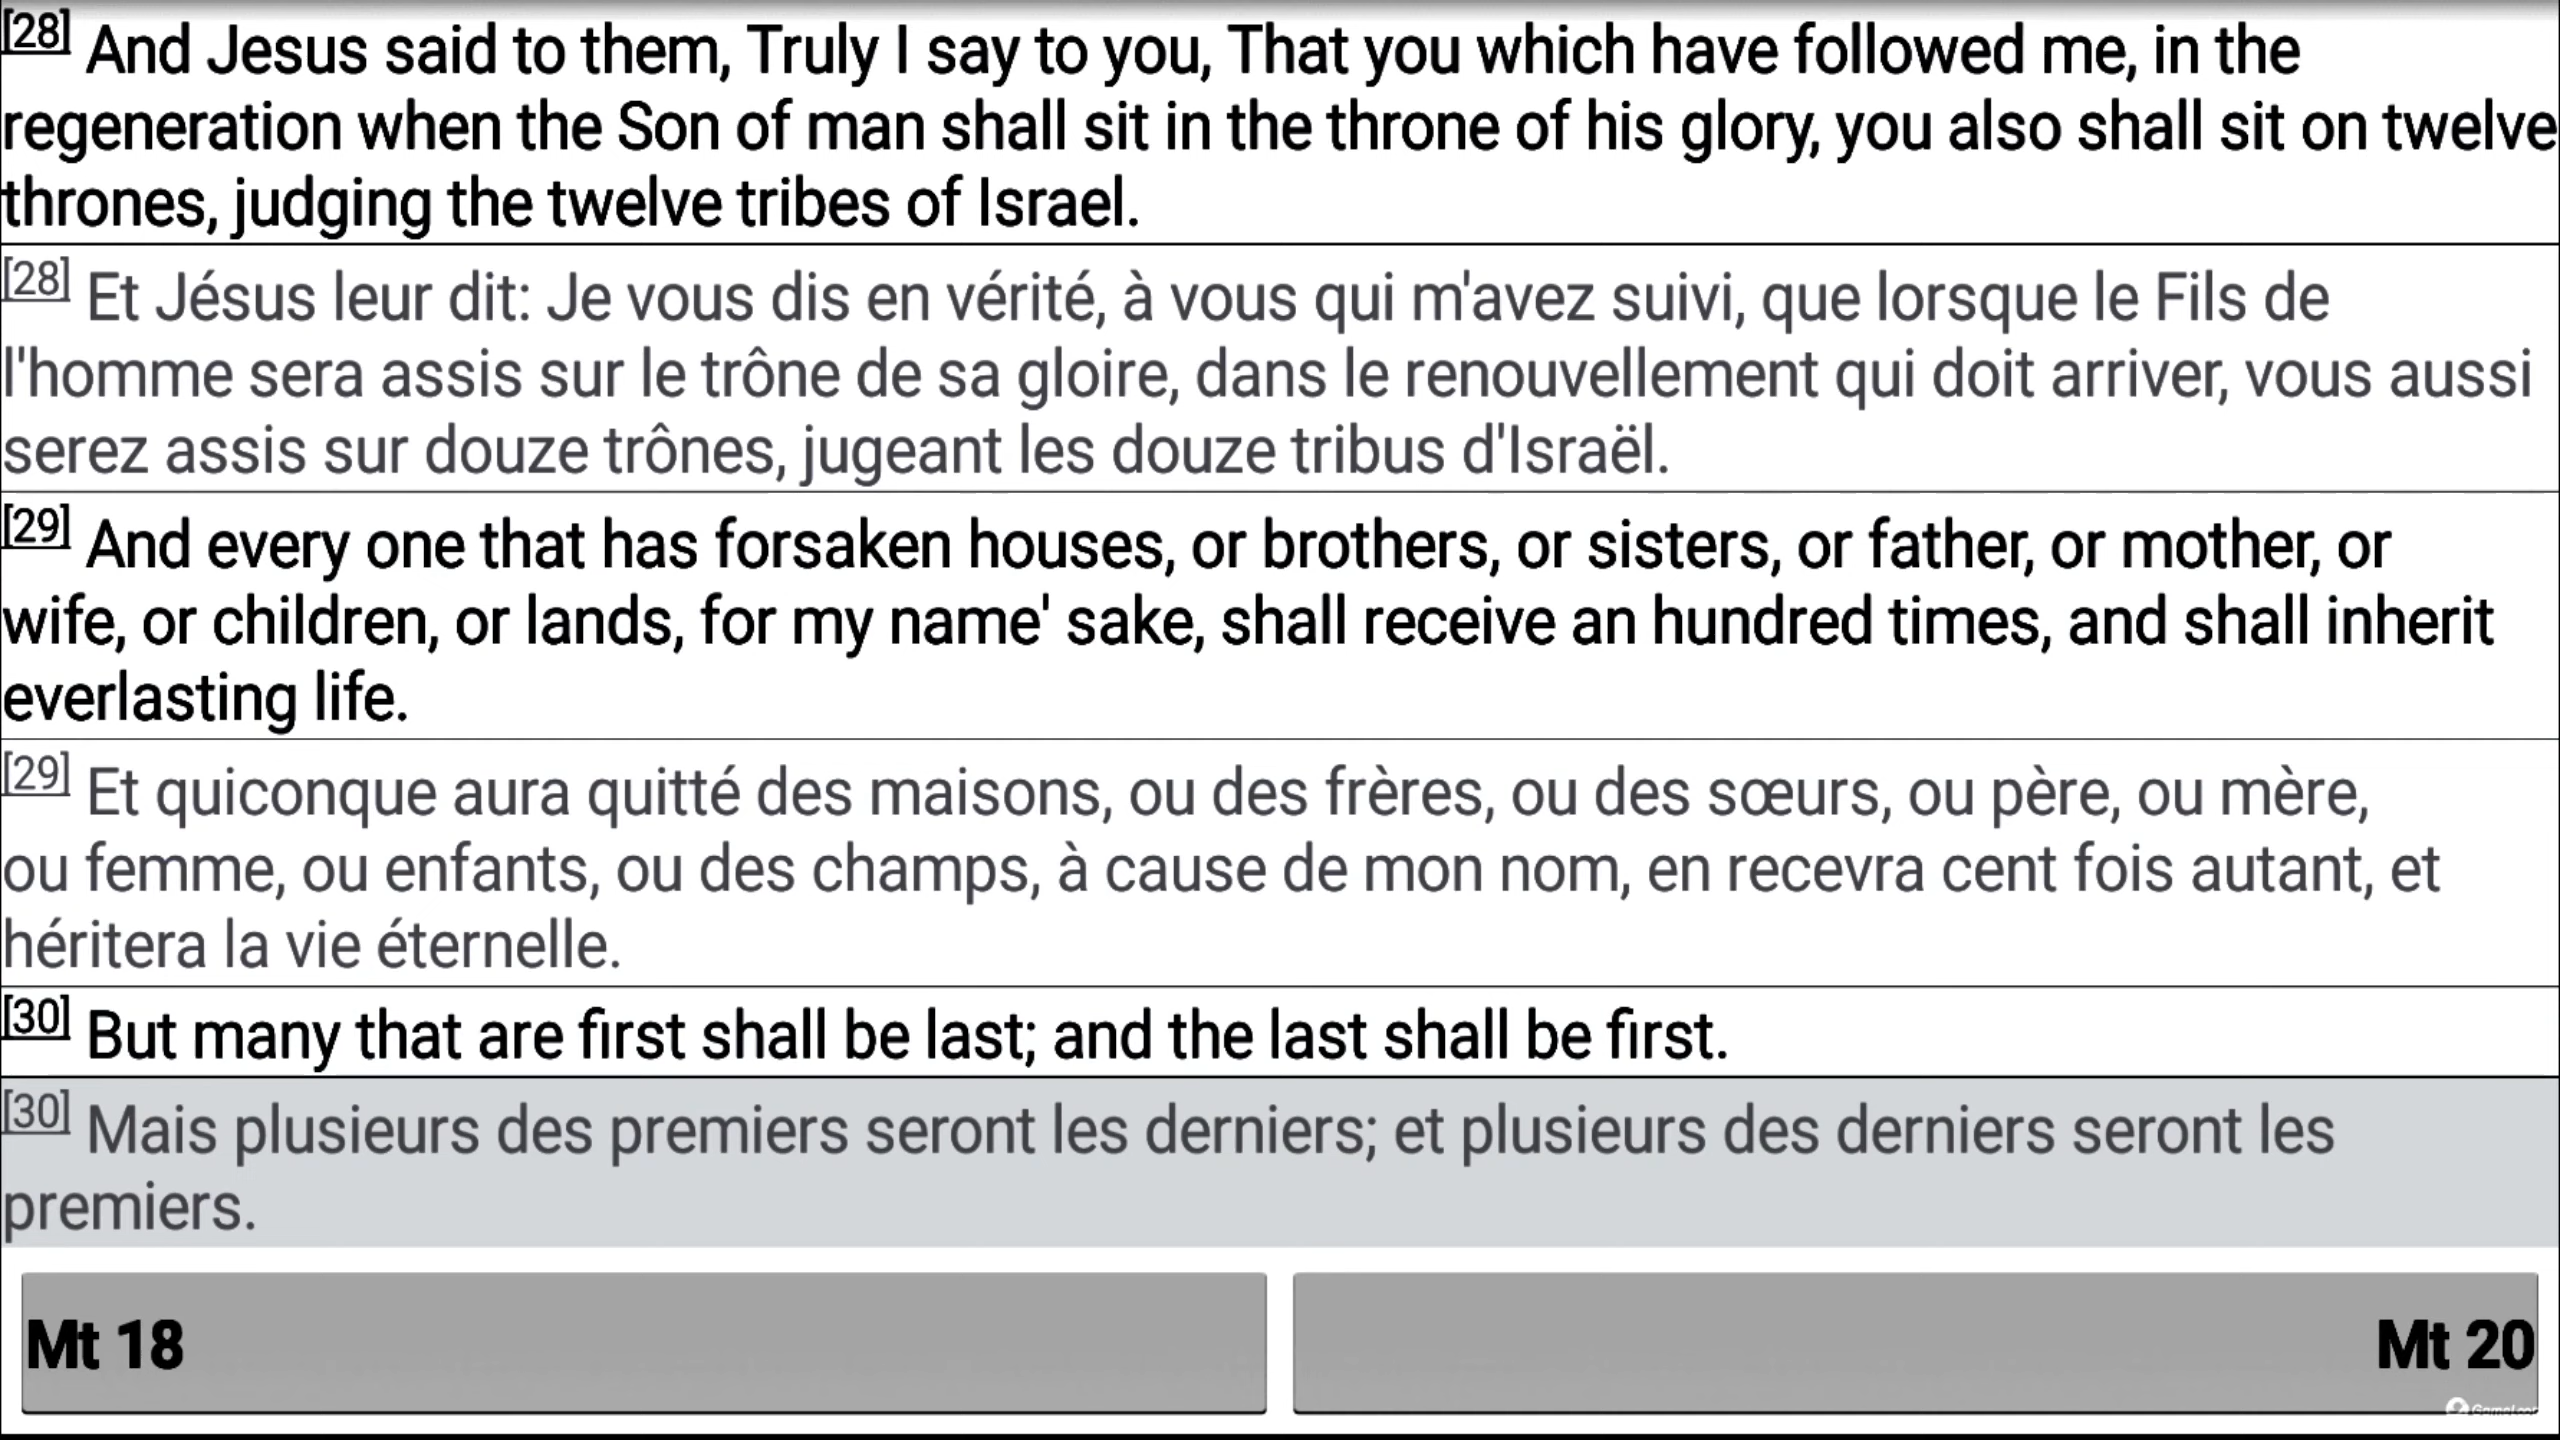 [28] And Jesus said to them, Truly I say to you, That you which have followed me, in the
regeneration when the Son of man shall sit in the throne of his glory, you also shall sit on twelve
thrones, judging the twelve tribes of Israel.
[28] Et Jésus leur dit: Je vous dis en vérité, à vous qui m'avez suivi, que lorsque le Fils de
l'homme sera assis sur le trône de sa gloire, dans le renouvellement qui doit arriver, vous aussi
serez assis sur douze trônes, jugeant les douze tribus d'Israël.
[29] And every one that has forsaken houses, or brothers, or sisters, or father, or mother, or
wife, or children, or lands, for my name' sake, shall receive an hundred times, and shall inherit
everlasting life.
[29] Et quiconque aura quitté des maisons, ou des frères, ou des sœurs, ou père, ou mère,
ou femme, ou enfants, ou des champs, à cause de mon nom, en recevra cent fois autant, et
héritera la vie éternelle.
[30] But many that are first shall be last; and the last shall be first.
[30] Mais plusieurs des premiers seront les derniers; et plusieurs des derniers seront les
premiers.
Mt 18
Mt 20
GameLoop